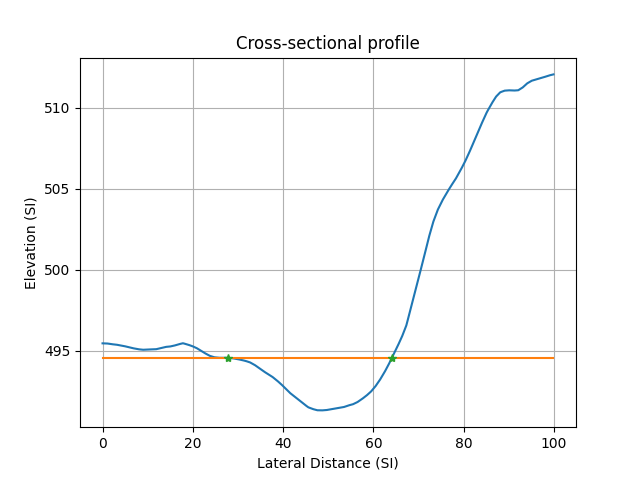 Cross-sectional profile
Elevation (SI)
510
505
500
495
0 20 40 60 80 100
Lateral Distance (SI)